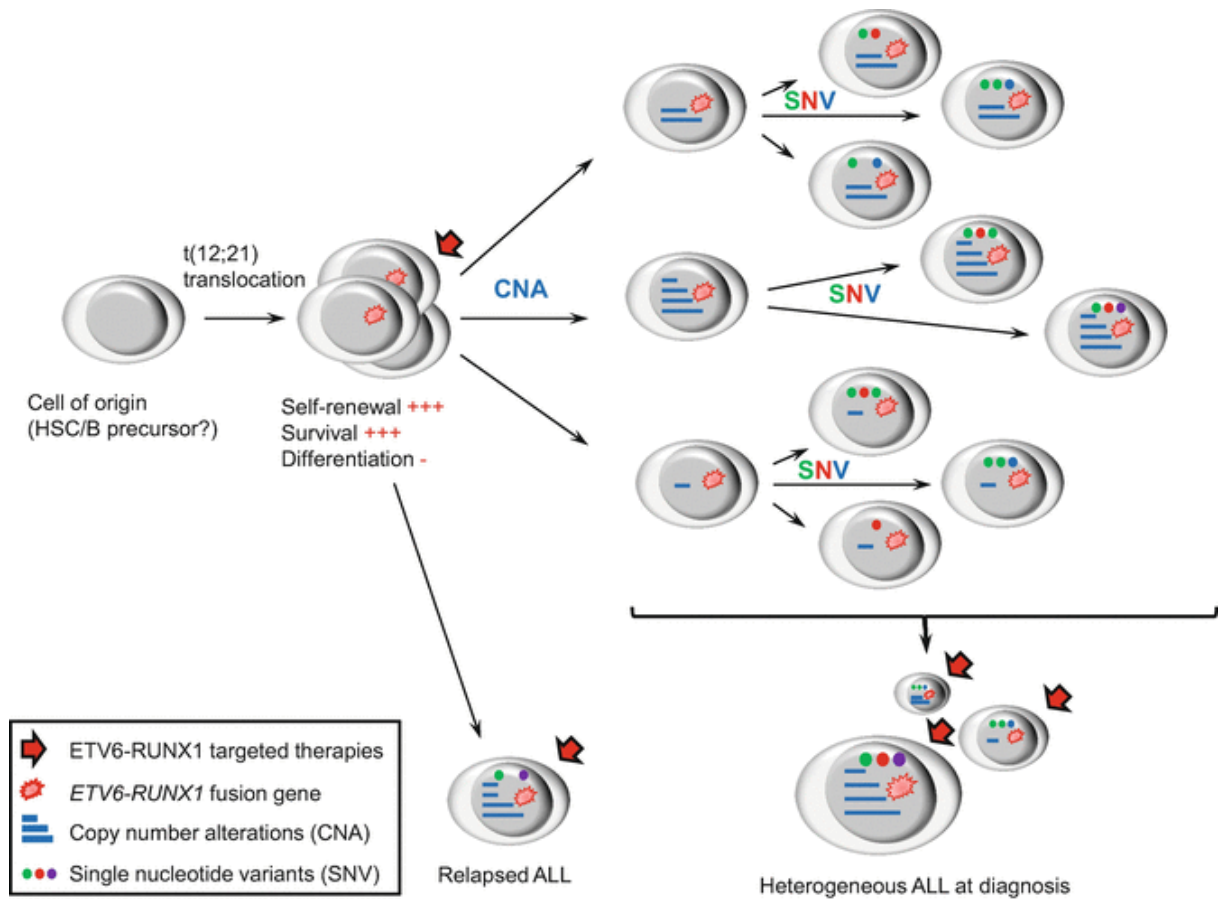 SNV
t(12;21)
translocation
CNA
SNV
Cell of origin
(HSC/B precursor?)
Self-renewal +++
Survival +++
Differentiation -
SNV
ETV6-RUNX1 targeted therapies
ETV6-RUNX1 fusion gene
Copy number alterations (CNA)
Single nucleotide variants (SNV)
Relapsed ALL
Heterogeneous ALL at diagnosis